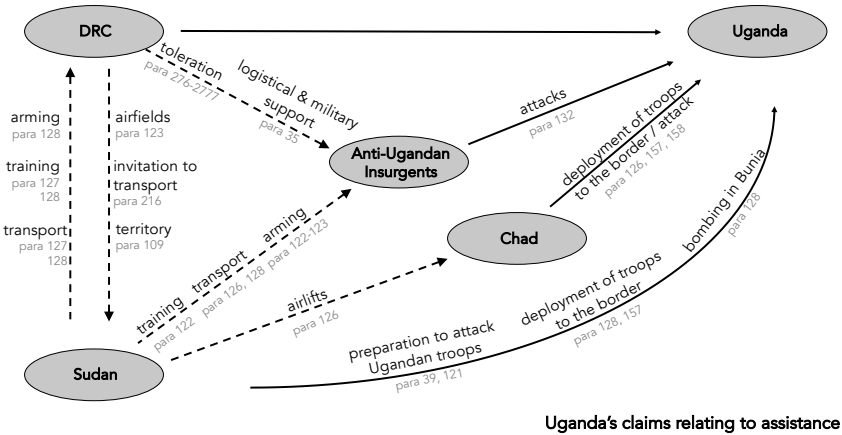 DRC
Uganda
toleration
para 276-2777
logistical & military
support
para 35
arming
para 128
training
para 127
128
transport
para 127
128
airfields
para 123
invitation to
transport
para 216
territory
para 109
Anti-Ugandan
Insurgents
attacks
para 132
deployment of troops
to the border / attack
para 126, 157, 158
Chad
bombing in Bunia
para 128
training
para 122
transport
para 126, 128
arming
para 122-123
airlifts
para 126
deployment of troops
to the border
para 128, 157
preparation to attack
Ugandan troops
para 39, 121
Sudan
Uganda's claims relating to assistance